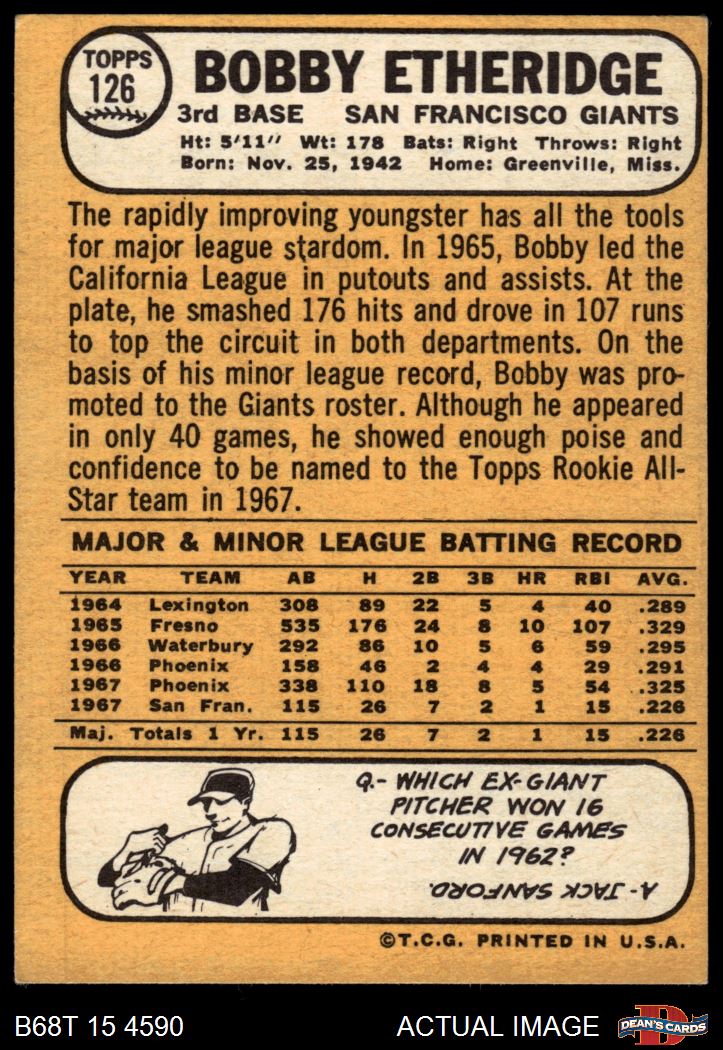 TOPPS
126
BOBBY ETHERIDGE
3rd BASE SAN FRANCISCO GIANTS
Ht: 5'11" Wt: 178 Bats: Right Throws: Right
Born: Nov. 25, 1942 Home: Greenville, Miss.
The rapidly improving youngster has all the tools
for major league stardom. In 1965, Bobby led the
California League in putouts and assists. At the
plate, he smashed 176 hits and drove in 107 runs
to top the circuit in both departments. On the
basis of his minor league record, Bobby was pro-
moted to the Giants roster. Although he appeared
in only 40 games, he showed enough poise and
confidence to be named to the Topps Rookie All-
Star team in 1967.
MAJOR & MINOR LEAGUE BATTING RECORD
YEAR TEAM AB H 2B 3B HR RBI AVG.
1964 Lexington 308 89 22 5 4 40 .289
1965 Fresno 535 176 24 8 10 107 .329
1966 Waterbury 292 86 10 5 6 59 .295
1966 Phoenix 158 46 2 4 4 29 .291
1967 Phoenix 338 110 18 8 5 54 .325
1967 San Fran. 115 26 7 2 1 15 .226
Maj. Totals 1 Yr. 115 26 7 2 1 15 .226
Q.- WHICH EX-GIANT
PITCHER WON 16
CONSECUTIVE GAMES
IN 1962?
A- JACK SANFORD.
©T.C.G. PRINTED IN U.S.A.
B68T 15 4590 ACTUAL IMAGE
DEAN'S CARDS